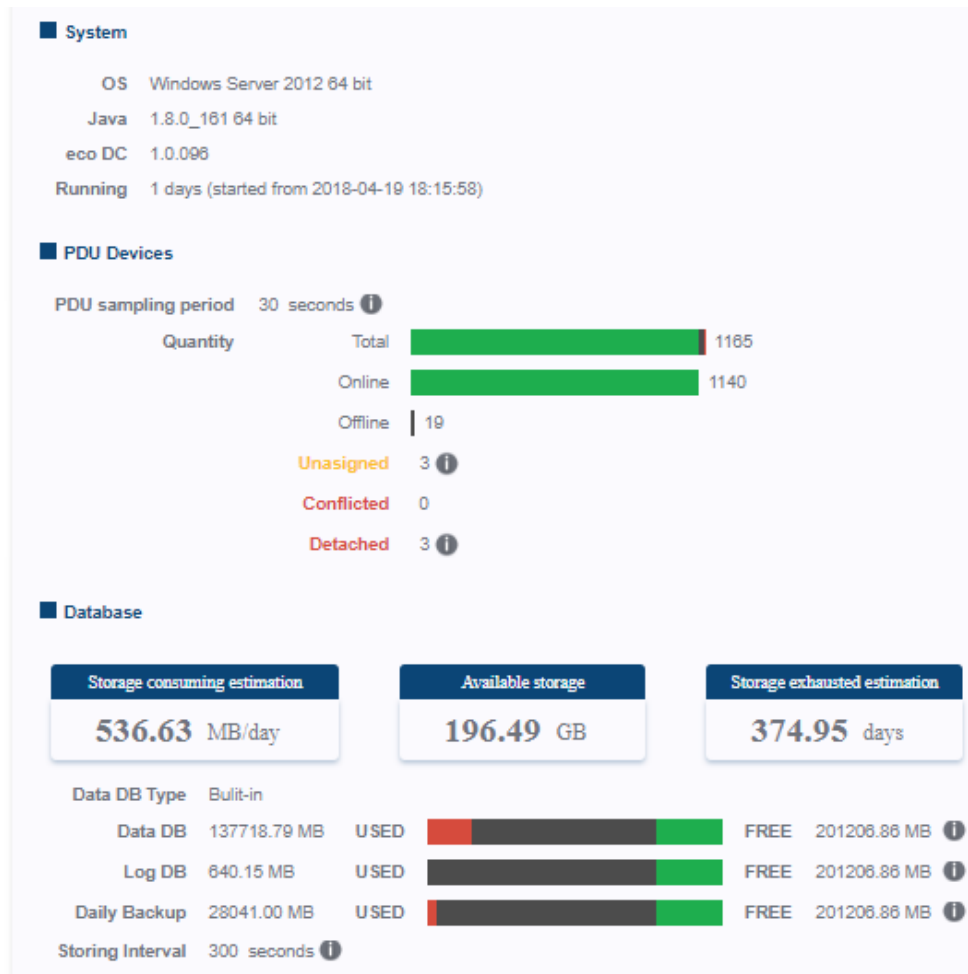 System
OS Windows Server 2012 64 bit
Java 1.8.0_161 64 bit
eco DC 1.0.096
Running 1 days (started from 2018-04-19 18:15:58)
PDU Devices
PDU sampling period 30 seconds
Quantity Total 1165
Online 1140
Offline 19
Unasigned 3
Conflicted 0
Detached 3
Database
Storage consuming estimation Available storage Storage exhausted estimation
536.63 MB/day 196.49 GB 374.95 days
Data DB Type Bulit-in
Data DB 137718.79 MB USED FREE 201206.86 MB
Log DB 640.15 MB USED FREE 201206.86 MB
Daily Backup 28041.00 MB USED FREE 201206.86 MB
Storing Interval 300 seconds